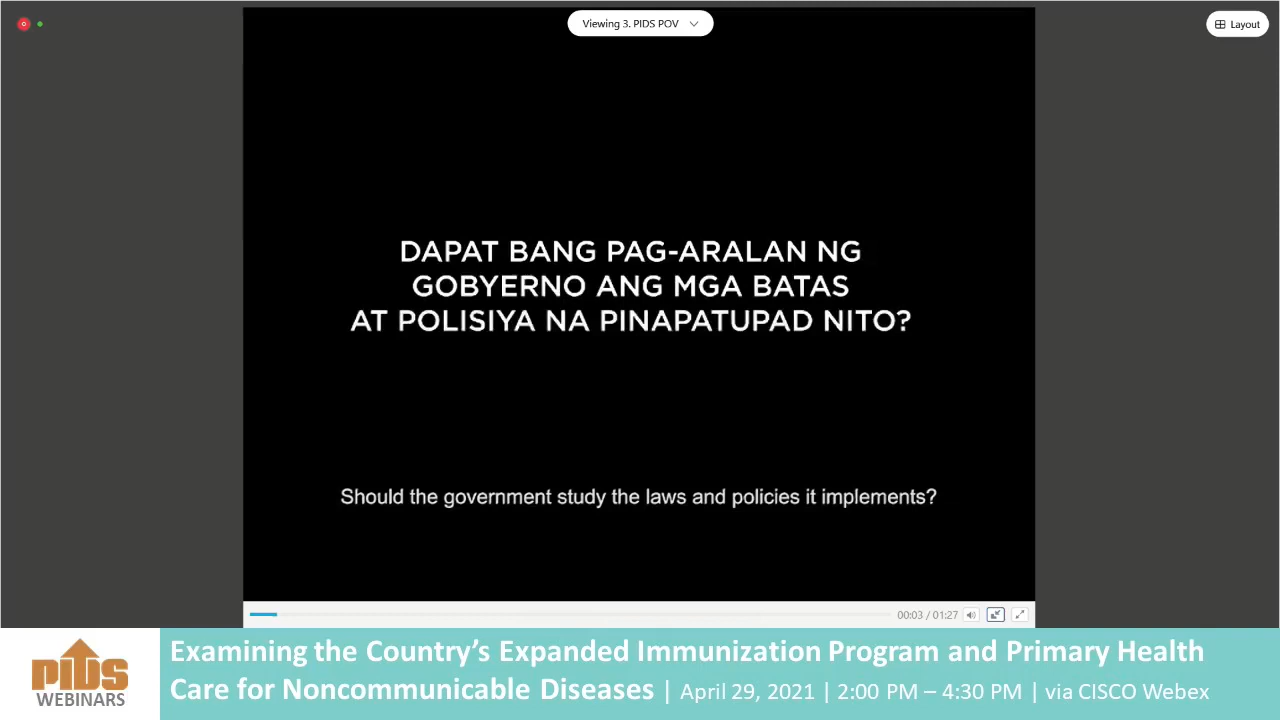 Viewing 3. PIDS POV
Layout
DAPAT BANG PAG-ARALAN NG
GOBYERNO ANG MGA BATAS
AT POLISIYA NA PINAPATUPAD NITO?
Should the government study the laws and policies it implements?
00:03 / 01:27
PIDS
WEBINARS
Examining the Country's Expanded Immunization Program and Primary Health
Care for Noncommunicable Diseases | April 29, 2021 | 2:00 PM – 4:30 PM | via CISCO Webex